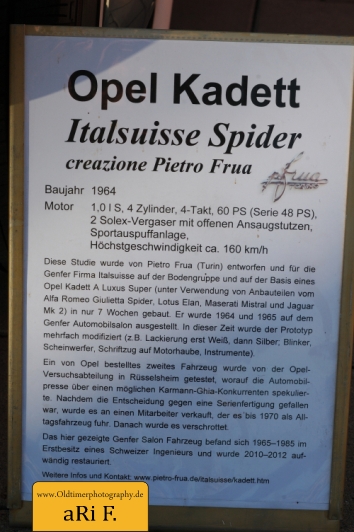 Opel Kadett
Italsuisse Spider
creazione Pietro Frua
frua
Baujahr 1964
Motor 1,0 l S, 4 Zylinder, 4-Takt, 60 PS (Serie 48 PS),
2 Solex-Vergaser mit offenen Ansaugstutzen,
Sportauspuffanlage,
Höchstgeschwindigkeit ca. 160 km/h
Diese Studie wurde von Pietro Frua (Turin) entworfen und für die
Genfer Firma Italsuisse auf der Bodengruppe und auf der Basis eines
Opel Kadett A Luxus Super (unter Verwendung von Anbauteilen vom
Alfa Romeo Giulietta Spider, Lotus Elan, Maserati Mistral und Jaguar
Mk 2) in nur 7 Wochen gebaut. Er wurde 1964 und 1965 auf dem
Genfer Automobilsalon ausgestellt. In dieser Zeit wurde der Prototyp
mehrfach modifiziert (z.B. Lackierung erst Weiß, dann Silber, Blinker,
Scheinwerfer, Schriftzug auf Motorhaube, Instrumente).
Ein von Opel bestelltes zweites Fahrzeug wurde von der Opel-
Versuchsabteilung in Rüsselsheim getestet, worauf die Automobil-
presse über einen möglichen Karmann-Ghia-Konkurrenten spekulier-
te. Nachdem die Entscheidung gegen eine Serienfertigung gefallen
war, wurde es an einen Mitarbeiter verkauft, der es bis 1970 als All-
tagsfahrzeug fuhr. Danach wurde es verschrottet.
Das hier gezeigte Genfer Salon Fahrzeug befand sich 1965–1985 im
Erstbesitz eines Schweizer Ingenieurs und wurde 2010–2012 auf-
wändig restauriert.
Weitere Infos und Kontakt: www.pietro-frua.de/italsuisse/kadett.htm
www.Oldtimerphotography.de
aRi F.